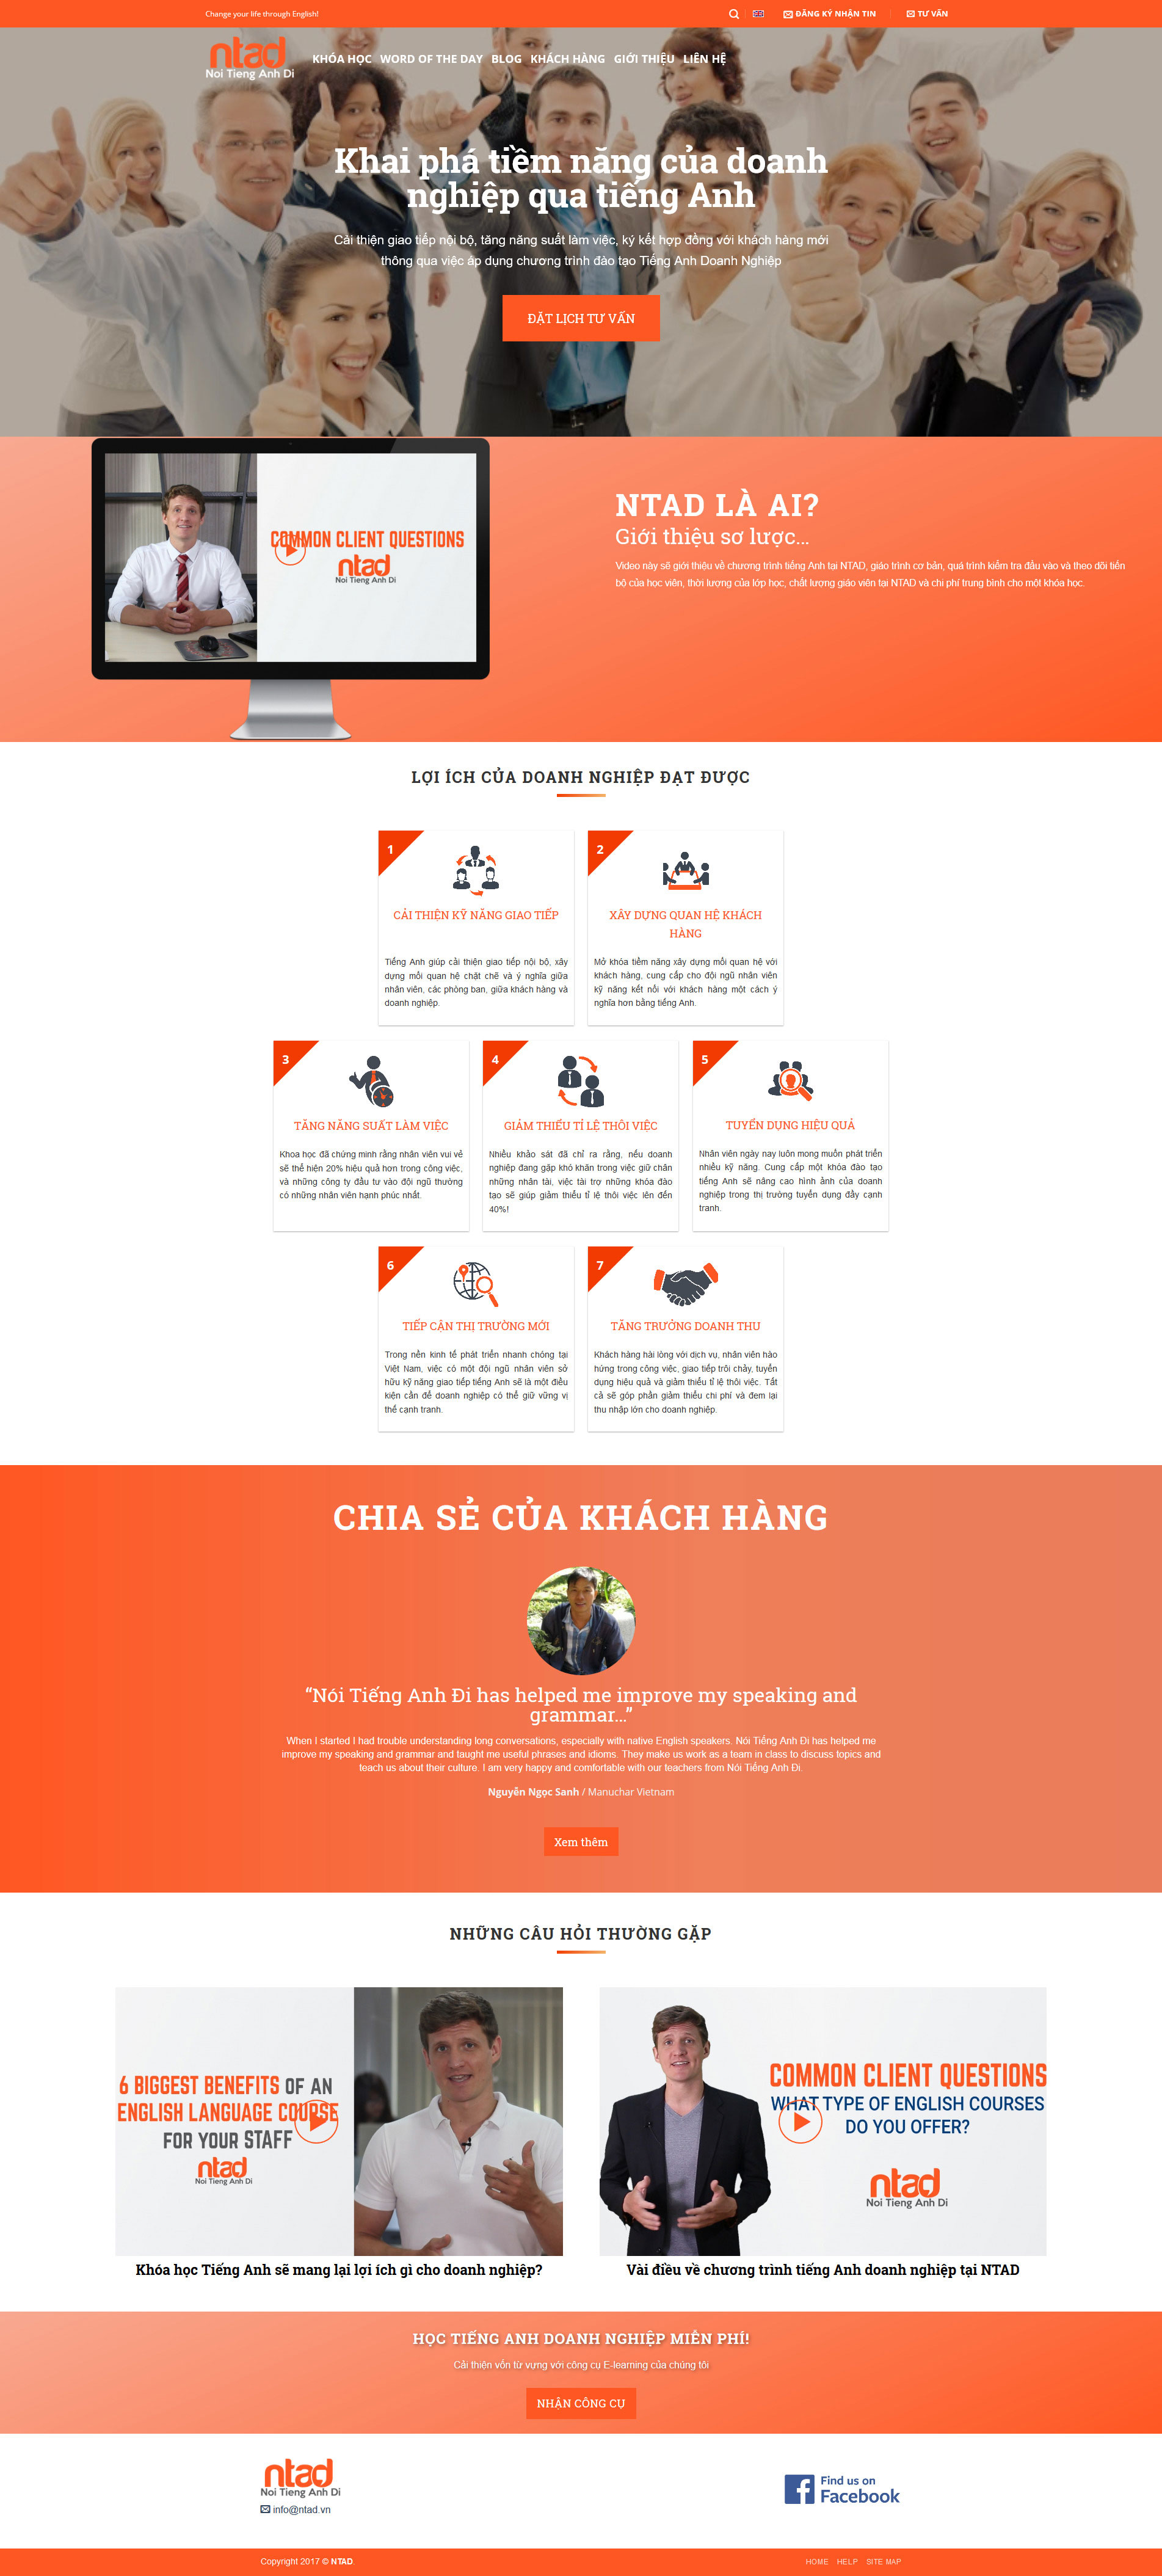 Change your life through English!
ĐĂNG KÝ NHẬN TIN
TƯ VẤN
ntad
Noi Tieng Anh Di
KHÓA HỌC WORD OF THE DAY BLOG KHÁCH HÀNG GIỚI THIỆU LIÊN HỆ
Khai phá tiềm năng của doanh
nghiệp qua tiếng Anh
Cải thiện giao tiếp nội bộ, tăng năng suất làm việc, ký kết hợp đồng với khách hàng mới
thông qua việc áp dụng chương trình đào tạo Tiếng Anh Doanh Nghiệp
ĐẶT LỊCH TƯ VẤN
COMMON CLIENT QUESTIONS
ntad
Noi Tieng Anh Di
NTAD LÀ AI?
Giới thiệu sơ lược...
Video này sẽ giới thiệu về chương trình tiếng Anh tại NTAD, giáo trình cơ bản, quá trình kiểm tra đầu vào và theo dõi tiến
bộ của học viên, thời lượng của lớp học, chất lượng giáo viên tại NTAD và chi phí trung bình cho một khóa học.
LỢI ÍCH CỦA DOANH NGHIỆP ĐẠT ĐƯỢC
1
CẢI THIỆN KỸ NĂNG GIAO TIẾP
Tiếng Anh giúp cải thiện giao tiếp nội bộ, xây
dựng mối quan hệ chặt chẽ và ý nghĩa giữa
nhân viên, các phòng ban, giữa khách hàng và
doanh nghiệp.
2
XÂY DỰNG QUAN HỆ KHÁCH
HÀNG
Mở khóa tiềm năng xây dựng mối quan hệ với
khách hàng, cung cấp cho đội ngũ nhân viên
kỹ năng kết nối với khách hàng một cách ý
nghĩa hơn bằng tiếng Anh.
3
TĂNG NĂNG SUẤT LÀM VIỆC
Khoa học đã chứng minh rằng nhân viên vui vẻ
sẽ thể hiện 20% hiệu quả hơn trong công việc,
và những công ty đầu tư vào đội ngũ thường
có những nhân viên hạnh phúc nhất.
4
GIẢM THIỂU TỈ LỆ THÔI VIỆC
Nhiều khảo sát đã chỉ ra rằng, nếu doanh
nghiệp đang gặp khó khăn trong việc giữ chân
những nhân tài, việc tài trợ những khóa đào
tạo sẽ giúp giảm thiểu tỉ lệ thôi việc lên đến
40%!
5
TUYỂN DỤNG HIỆU QUẢ
Nhân viên ngày nay luôn mong muốn phát triển
nhiều kỹ năng. Cung cấp một khóa đào tạo
tiếng Anh sẽ nâng cao hình ảnh của doanh
nghiệp trong thị trường tuyển dụng đầy cạnh
tranh.
6
TIẾP CẬN THỊ TRƯỜNG MỚI
Trong nền kinh tế phát triển nhanh chóng tại
Việt Nam, việc có một đội ngũ nhân viên sở
hữu kỹ năng giao tiếp tiếng Anh sẽ là một điều
kiện cần để doanh nghiệp có thể giữ vững vị
thế cạnh tranh.
7
TĂNG TRƯỞNG DOANH THU
Khách hàng hài lòng với dịch vụ, nhân viên hào
hứng trong công việc, giao tiếp trôi chảy, tuyển
dụng hiệu quả và giảm thiểu tỉ lệ thôi việc. Tất
cả sẽ góp phần giảm thiểu chi phí và đem lại
thu nhập lớn cho doanh nghiệp.
CHIA SẺ CỦA KHÁCH HÀNG
“Nói Tiếng Anh Đi has helped me improve my speaking and
grammar...”
When I started I had trouble understanding long conversations, especially with native English speakers. Nói Tiếng Anh Đi has helped me
improve my speaking and grammar and taught me useful phrases and idioms. They make us work as a team in class to discuss topics and
teach us about their culture. I am very happy and comfortable with our teachers from Nói Tiếng Anh Đi.
Nguyễn Ngọc Sanh / Manuchar Vietnam
Xem thêm
NHỮNG CÂU HỎI THƯỜNG GẶP
6 BIGGEST BENEFITS OF AN
ENGLISH LANGUAGE COURSE
FOR YOUR STAFF
ntad
Noi Tieng Anh Di
Khóa học Tiếng Anh sẽ mang lại lợi ích gì cho doanh nghiệp?
COMMON CLIENT QUESTIONS
WHAT TYPE OF ENGLISH COURSES
DO YOU OFFER?
ntad
Noi Tieng Anh Di
Vài điều về chương trình tiếng Anh doanh nghiệp tại NTAD
HỌC TIẾNG ANH DOANH NGHIỆP MIỄN PHÍ!
Cải thiện vốn từ vựng với công cụ E-learning của chúng tôi
NHẬN CÔNG CỤ
ntad
Noi Tieng Anh Di
info@ntad.vn
Find us on
Facebook
Copyright 2017 © NTAD.
HOME HELP SITE MAP